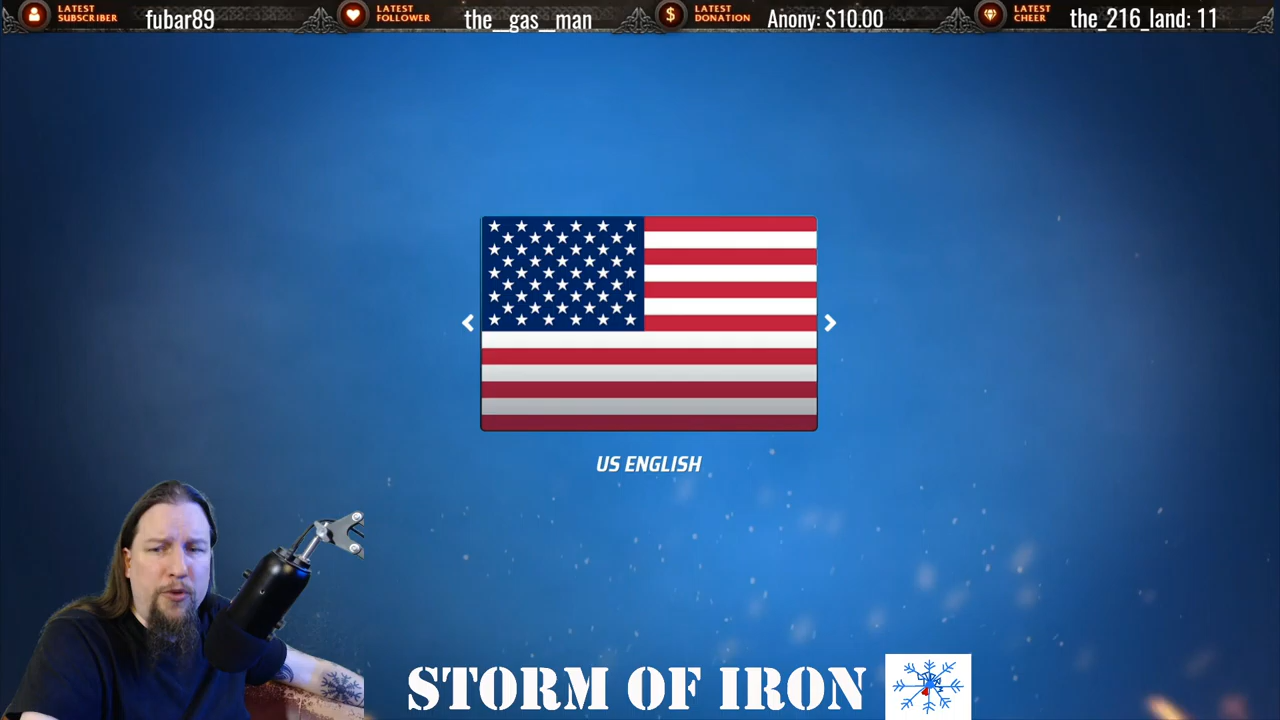 LATEST SUBSCRIBER
fubar89
LATEST FOLLOWER
the__gas__man
LATEST DONATION
Anony: $10.00
LATEST CHEER
the_216_land: 11
US ENGLISH
STORM OF IRON